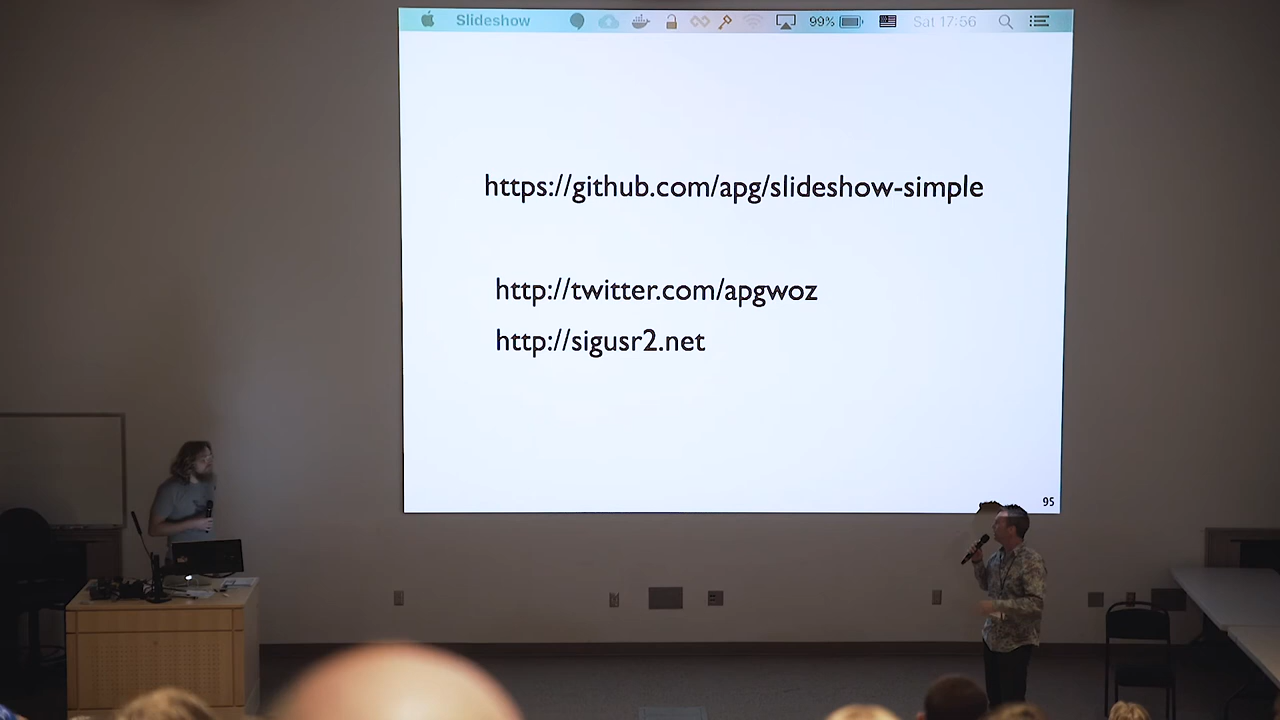 Slideshow 99% Sat 17:56
https://github.com/apg/slideshow-simple
http://twitter.com/apgwoz
http://sigusr2.net
95